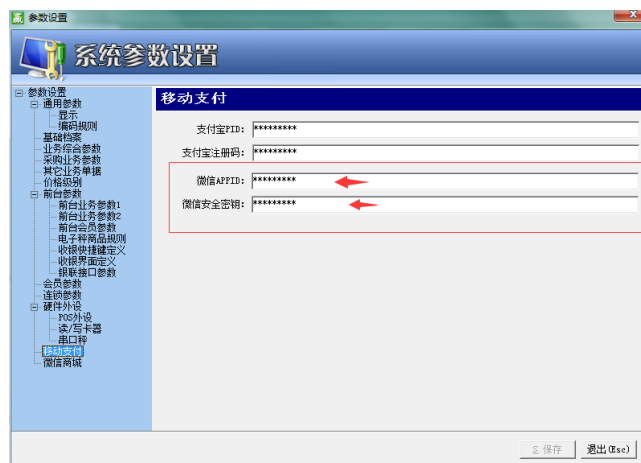 参数设置
系统参数设置
参数设置
通用参数
显示
编码规则
基础档案
业务综合参数
采购业务参数
其它业务单据
价格级别
前台参数
前台业务参数1
前台业务参数2
前台会员参数
电子秤商品规则
收银快捷键定义
收银界面定义
银联接口参数
会员参数
连锁参数
硬件外设
POS外设
读/写卡器
串口秤
移动支付
微信商城
移动支付
支付宝PID: *********
支付宝注册码: *********
微信APPID: *********
微信安全密钥: *********
S 保存 退出(Esc)